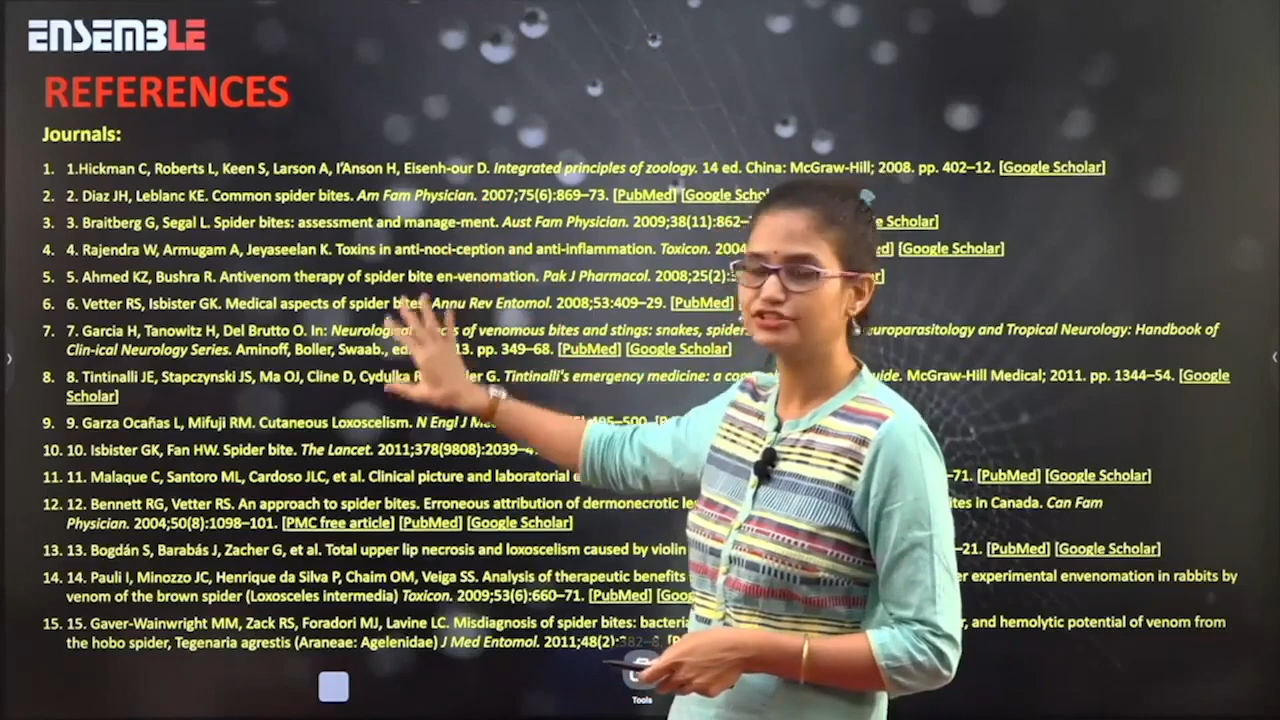 ENSEMBLE
REFERENCES
Journals:
1. 1.Hickman C, Roberts L, Keen S, Larson A, I'Anson H, Eisenh-our D. Integrated principles of zoology. 14 ed. China: McGraw-Hill; 2008. pp. 402–12. [Google Scholar]
2. 2. Diaz JH, Leblanc KE. Common spider bites. Am Fam Physician. 2007;75(6):869–73. [PubMed] [Google
3. 3. Braitberg G, Segal L. Spider bites: assessment and manage-ment. Aust Fam Physician. 2009;38(11):862– Scholar]
4. 4. Rajendra W, Armugam A, Jeyaseelan K. Toxins in anti-noci-ception and anti-inflammation. Toxicon. 2004 [Google Scholar]
5. 5. Ahmed KZ, Bushra R. Antivenom therapy of spider bite en-venomation. Pak J Pharmacol. 2008;25(2):
6. 6. Vetter RS, Isbister GK. Medical aspects of spider bites. Annu Rev Entomol. 2008;53:409–29. [PubMed]
7. 7. Garcia H, Tanowitz H, Del Brutto O. In: of venomous bites and stings: snakes, Neuroparasitology and Tropical Neurology: Handbook of
Clin-ical Neurology Series. Aminoff, Boller, Swaab., pp. 349–68. [PubMed] [Google Scholar]
8. 8. Tintinalli JE, Stapczynski JS, Ma OJ, Cline D, Cydulka G. Tintinalli's emergency medicine: a McGraw-Hill Medical; 2011. pp. 1344–54. [Google
Scholar]
9. 9. Garza Ocañas L, Mifuji RM. Cutaneous Loxoscelism. N Engl J
10. 10. Isbister GK, Fan HW. Spider bite. The Lancet. 2011;378(9808):2039–
11. 11. Malaque C, Santoro ML, Cardoso JLC, et al. Clinical picture and laboratorial –71. [PubMed] [Google Scholar]
12. 12. Bennett RG, Vetter RS. An approach to spider bites. Erroneous attribution of dermonecrotic in Canada. Can Fam
Physician. 2004;50(8):1098–101. [PMC free article] [PubMed] [Google Scholar]
13. 13. Bogdán S, Barabás J, Zacher G, et al. Total upper lip necrosis and loxoscelism caused by violin –21. [PubMed] [Google Scholar]
14. 14. Pauli I, Minozzo JC, Henrique da Silva P, Chaim OM, Veiga SS. Analysis of therapeutic benefits experimental envenomation in rabbits by
venom of the brown spider (Loxosceles intermedia) Toxicon. 2009;53(6):660–71. [PubMed]
15. 15. Gaver-Wainwright MM, Zack RS, Foradori MJ, Lavine LC. Misdiagnosis of spider bites: and hemolytic potential of venom from
the hobo spider, Tegenaria agrestis (Araneae: Agelenidae) J Med Entomol. 2011;48(2):382–8.
Tools